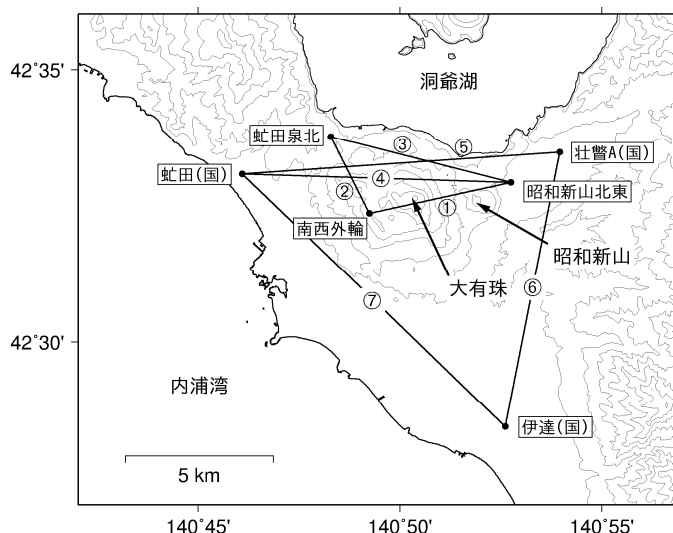 42˚35'
洞爺湖
虻田泉北
③
⑤
壮瞥A(国)
虻田(国)
④
昭和新山北東
②
①
南西外輪
昭和新山
大有珠
⑥
⑦
42˚30'
内浦湾
伊達(国)
5 km
140˚45'
140˚50'
140˚55'